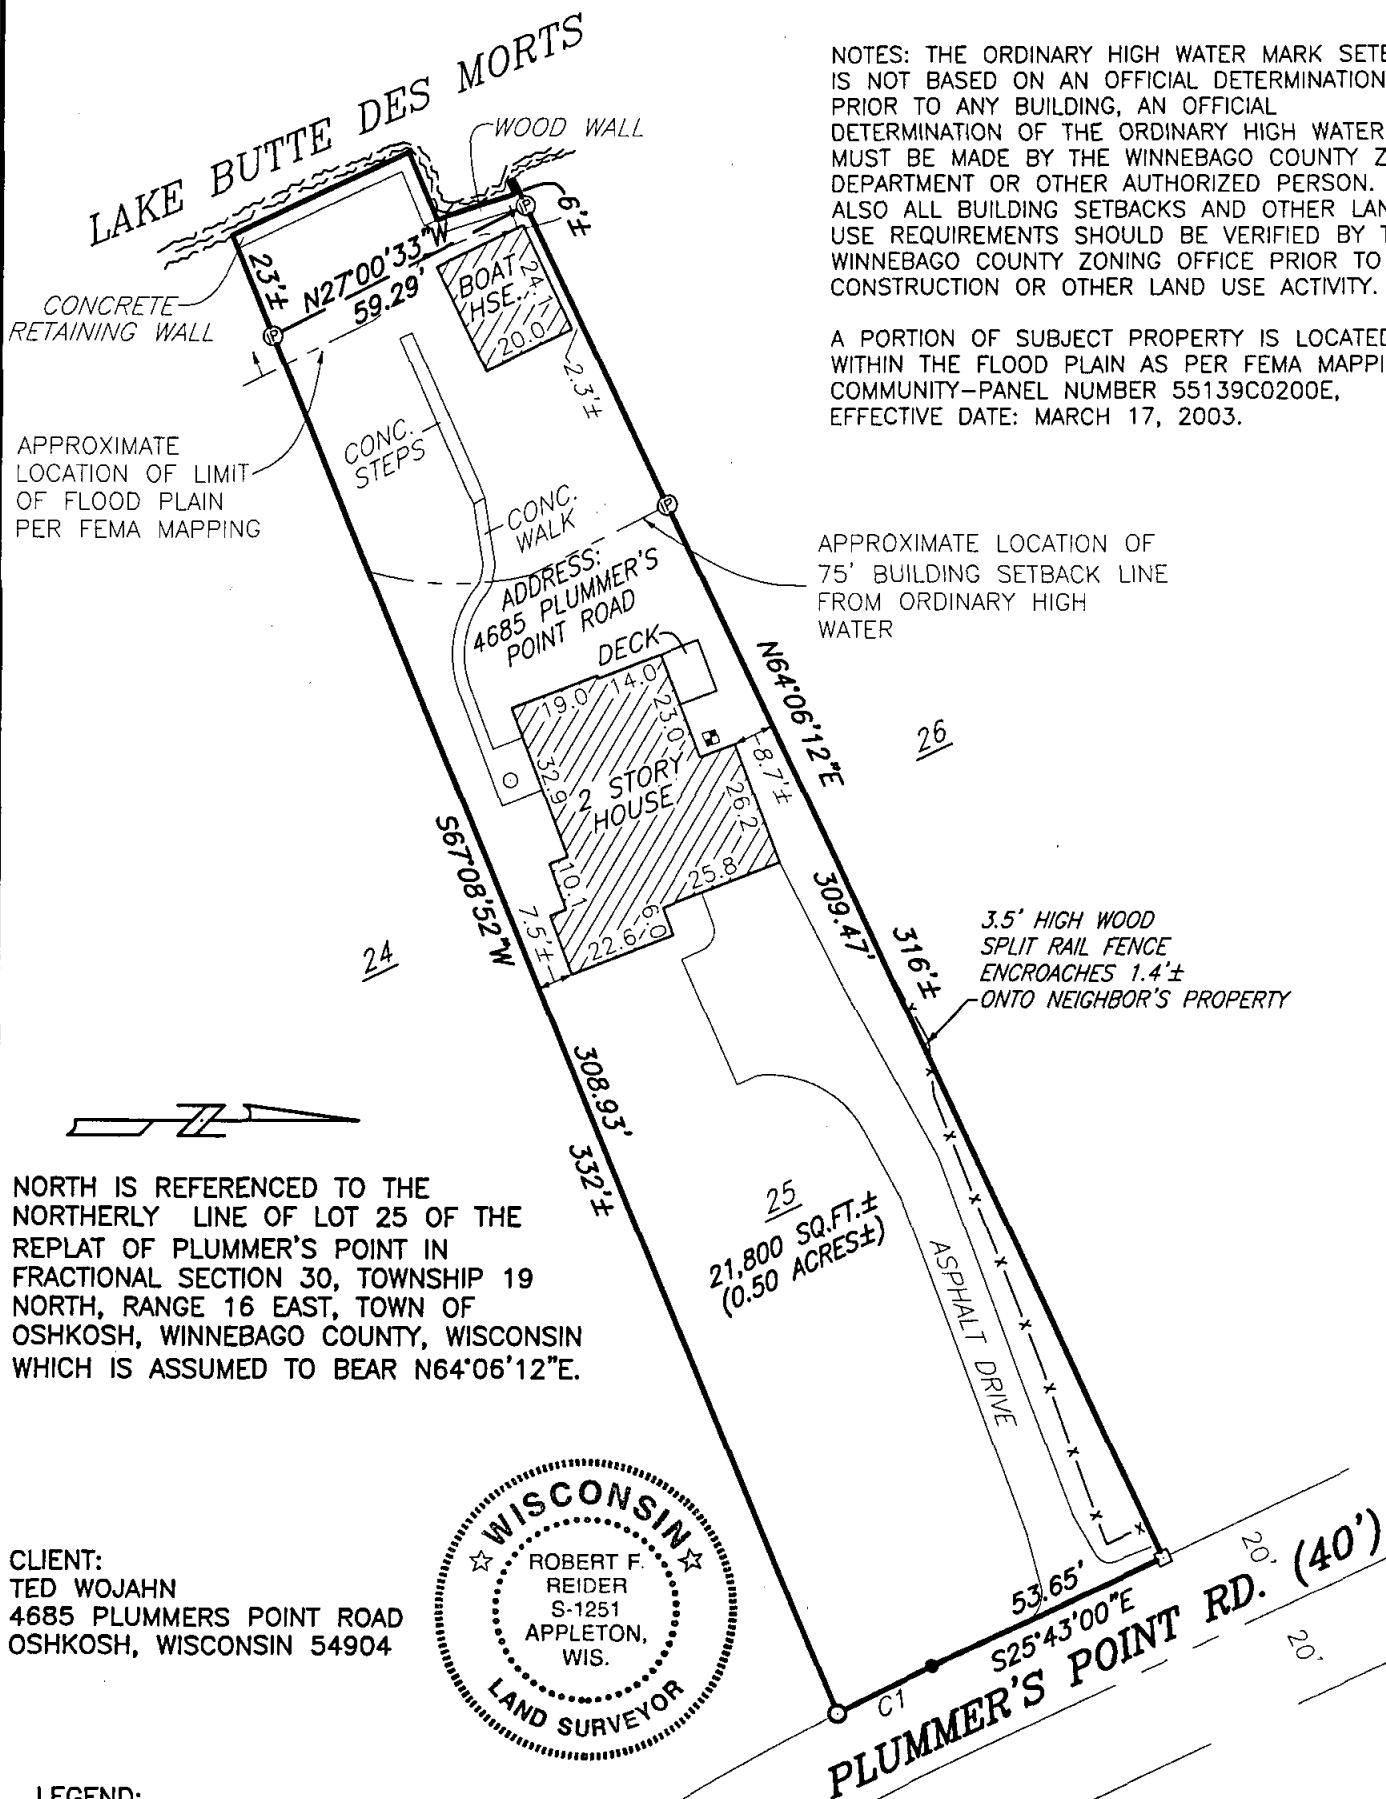 LAKE BUTTE DES MORTS
WOOD WALL
NOTES: THE ORDINARY HIGH WATER MARK
IS NOT BASED ON AN OFFICIAL DETERMINATION
PRIOR TO ANY BUILDING, AN OFFICIAL
DETERMINATION OF THE ORDINARY HIGH WATER
MUST BE MADE BY THE WINNEBAGO COUNTY
DEPARTMENT OR OTHER AUTHORIZED PERSON.
ALSO ALL BUILDING SETBACKS AND OTHER
USE REQUIREMENTS SHOULD BE VERIFIED BY
WINNEBAGO COUNTY ZONING OFFICE PRIOR TO
CONSTRUCTION OR OTHER LAND USE ACTIVITY.
A PORTION OF SUBJECT PROPERTY IS LOCATED
WITHIN THE FLOOD PLAIN AS PER FEMA
COMMUNITY-PANEL NUMBER 55139C0200E,
EFFECTIVE DATE: MARCH 17, 2003.
6'±
23'±
N27°00'33"W
59.29'
IP
IP
BOAT
HSE.
24.1
20.0
2.3'±
CONCRETE
RETAINING WALL
APPROXIMATE
LOCATION OF LIMIT
OF FLOOD PLAIN
PER FEMA MAPPING
CONC.
STEPS
CONC.
WALK
IP
APPROXIMATE LOCATION OF
75' BUILDING SETBACK LINE
FROM ORDINARY HIGH
WATER
ADDRESS:
4685 PLUMMER'S
POINT ROAD
DECK
19.0
14.0
23.0
N64°06'12"E
8.7'±
26
32.9
2 STORY
HOUSE
26.2
25.8
10.1
6.0
22.6
7.5'±
S67°08'52"W
24
309.47'
316'±
3.5' HIGH WOOD
SPLIT RAIL FENCE
ENCROACHES 1.4'±
ONTO NEIGHBOR'S PROPERTY
308.93'
332'±
N
NORTH IS REFERENCED TO THE
NORTHERLY LINE OF LOT 25 OF THE
REPLAT OF PLUMMER'S POINT IN
FRACTIONAL SECTION 30, TOWNSHIP 19
NORTH, RANGE 16 EAST, TOWN OF
OSHKOSH, WINNEBAGO COUNTY, WISCONSIN
WHICH IS ASSUMED TO BEAR N64°06'12"E.
25
21,800 SQ.FT.±
(0.50 ACRES±)
ASPHALT DRIVE
CLIENT:
TED WOJAHN
4685 PLUMMERS POINT ROAD
OSHKOSH, WISCONSIN 54904
WISCONSIN
ROBERT F.
REIDER
S-1251
APPLETON,
WIS.
LAND SURVEYOR
53.65'
S25°43'00"E
C1
20'
20'
PLUMMER'S POINT RD. (40')
LEGEND: